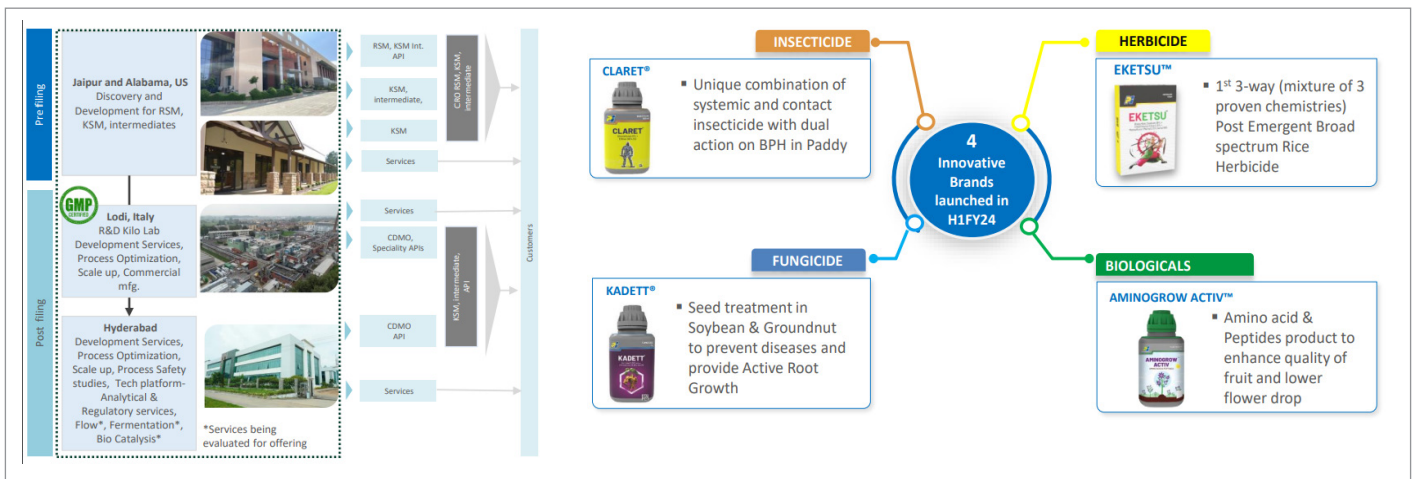 Pre filing
Jaipur and Alabama, US
Discovery and
Development for RSM,
KSM, intermediates
RSM, KSM Int.
API
KSM,
intermediate,
KSM
Services
CRO RSM, KSM,
intermediate
Customers
Post filing
GMP
CERTIFIED
Lodi, Italy
R&D Kilo Lab
Development Services,
Process Optimization,
Scale up, Commercial
mfg.
Services
CDMO,
Speciality APIs
KSM, intermediate,
API
Hyderabad
Development Services,
Process Optimization,
Scale up, Process Safety
studies, Tech platform-
Analytical &
Regulatory services,
Flow*, Fermentation*,
Bio Catalysis*
CDMO
API
Services
*Services being
evaluated for offering
INSECTICIDE
CLARET®
CLARET
▪ Unique combination of
systemic and contact
insecticide with dual
action on BPH in Paddy
HERBICIDE
EKETSU™
EKETSU
▪ 1st 3-way (mixture of 3
proven chemistries)
Post Emergent Broad
spectrum Rice
Herbicide
4
Innovative
Brands
launched in
H1FY24
FUNGICIDE
KADETT®
KADETT
▪ Seed treatment in
Soybean & Groundnut
to prevent diseases and
provide Active Root
Growth
BIOLOGICALS
AMINOGROW ACTIV™
AMINOGROW
ACTIV
▪ Amino acid &
Peptides product to
enhance quality of
fruit and lower
flower drop